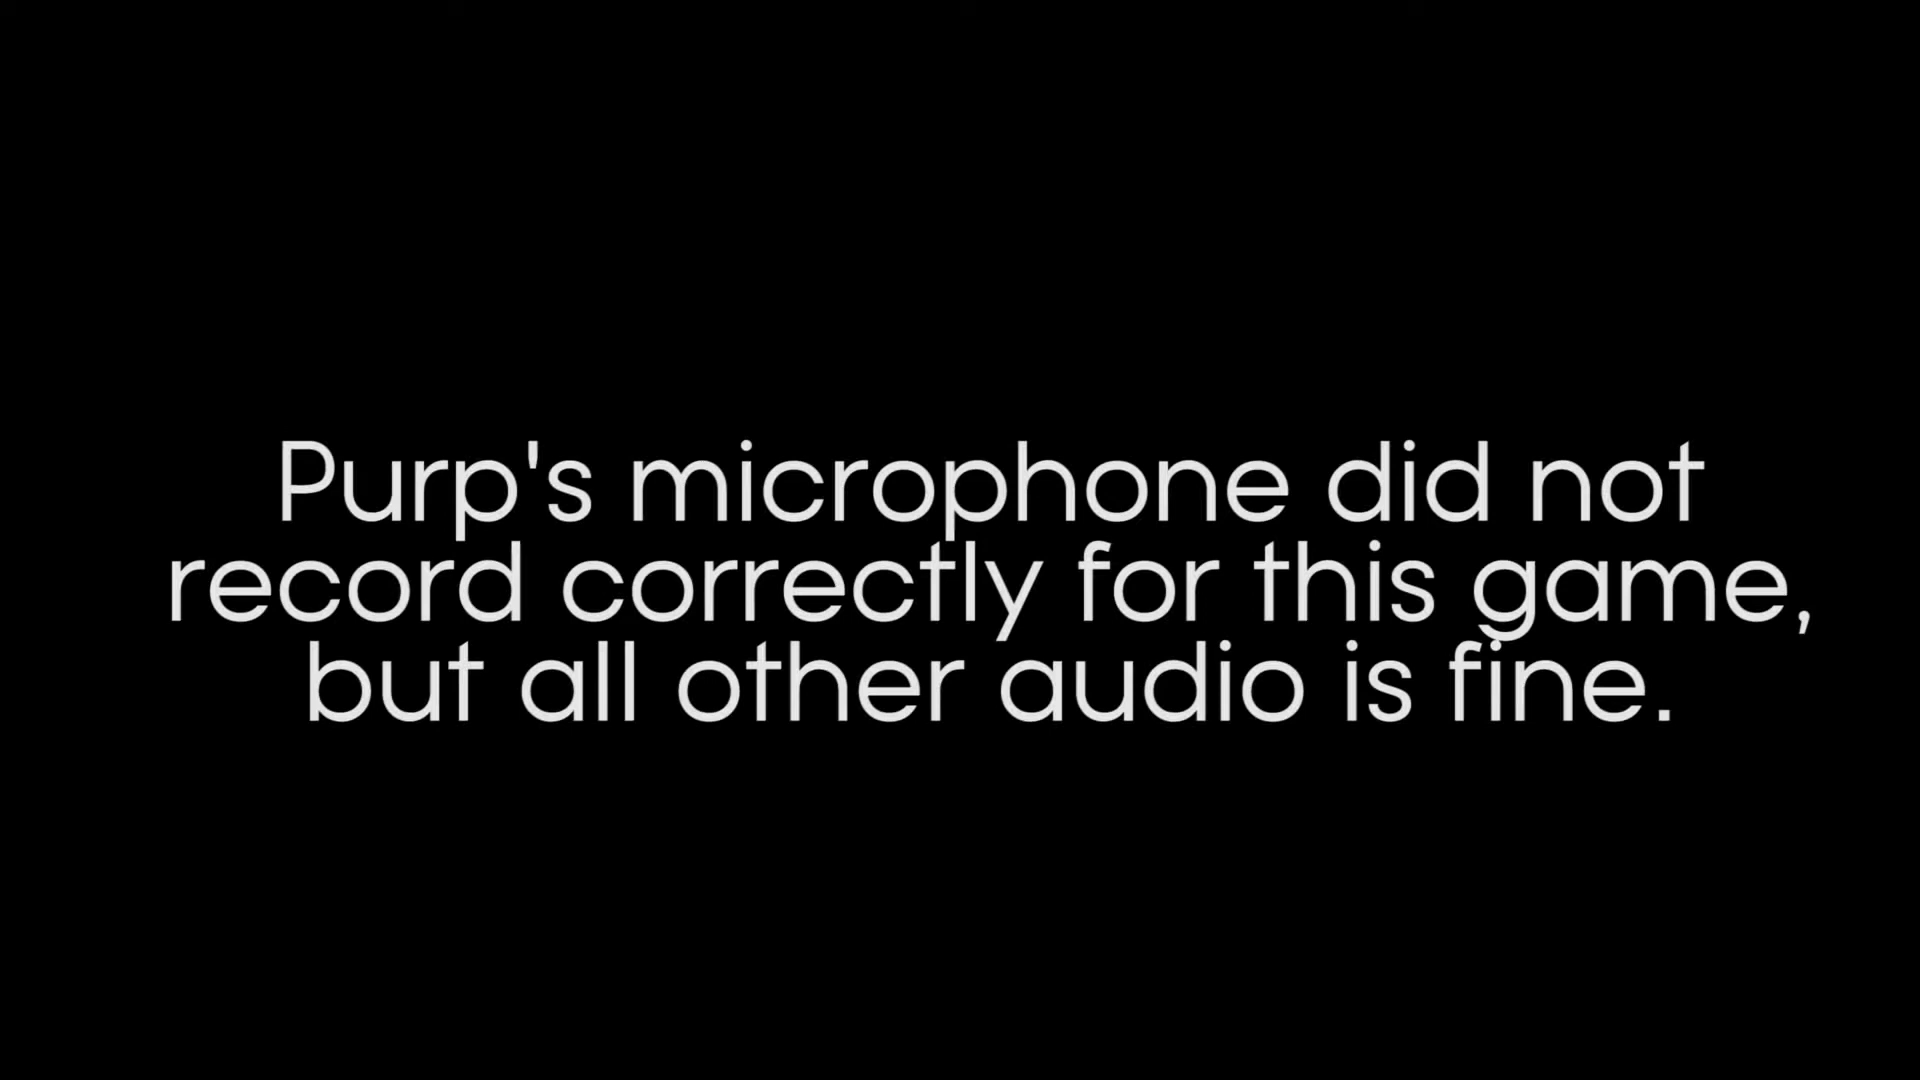 Purp's microphone did not
record correctly for this game,
but all other audio is fine.